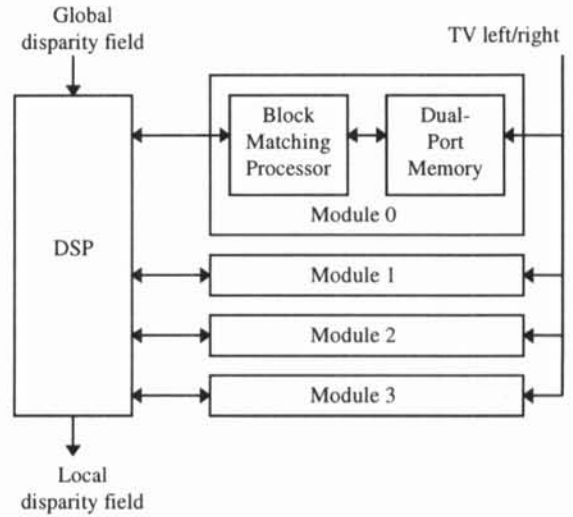 Global
disparity field
TV left/right
Block
Matching
Processor
Dual-
Port
Memory
Module 0
DSP
Module 1
Module 2
Module 3
Local
disparity field